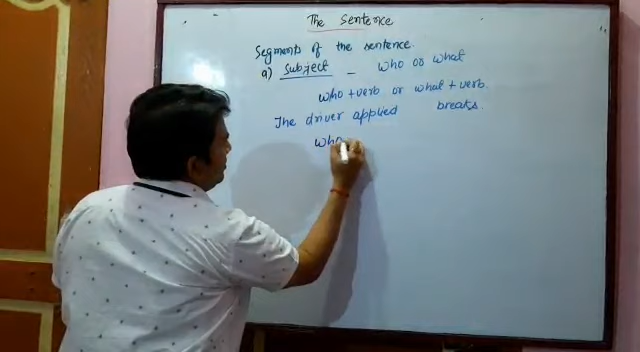 The Sentence
Segments of the sentence.
a) Subject - who or what
who + verb or what + verb.
The driver applied breaks.
who